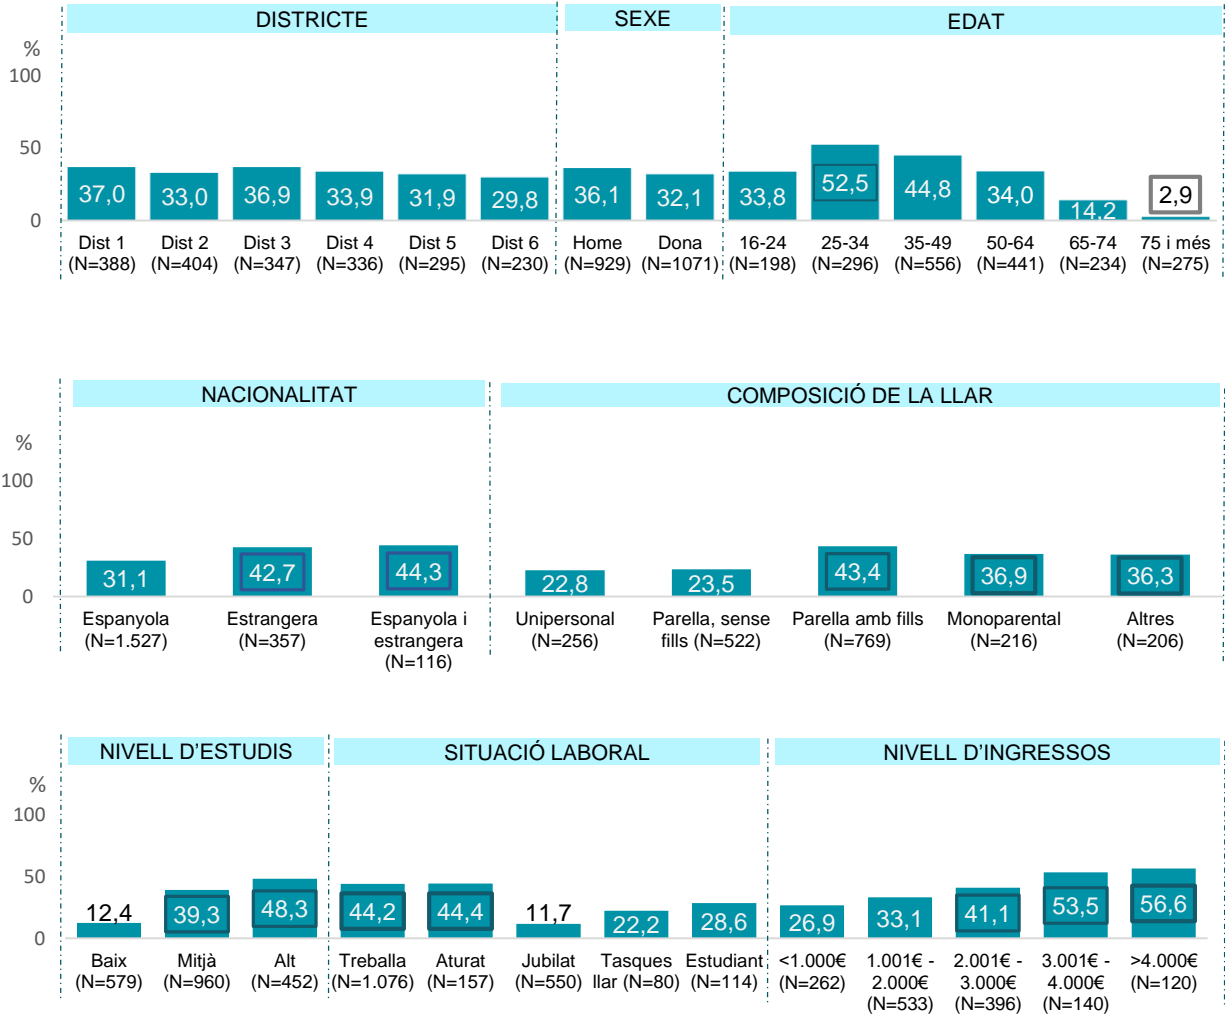 DISTRICTE SEXE EDAT
%
100
50
0
37,0 33,0 36,9 33,9 31,9 29,8 36,1 32,1 33,8 52,5 44,8 34,0 14,2 2,9
Dist 1 Dist 2 Dist 3 Dist 4 Dist 5 Dist 6 Home Dona 16-24 25-34 35-49 50-64 65-74 75 i més
(N=388) (N=404) (N=347) (N=336) (N=295) (N=230) (N=929) (N=1071) (N=198) (N=296) (N=556) (N=441) (N=234) (N=275)
NACIONALITAT COMPOSICIÓ DE LA LLAR
%
100
50
0
31,1 42,7 44,3 22,8 23,5 43,4 36,9 36,3
Espanyola Estrangera Espanyola i Unipersonal Parella, sense Parella amb fills Monoparental Altres
(N=1.527) (N=357) estrangera (N=256) fills (N=522) (N=769) (N=216) (N=206)
(N=116)
NIVELL D'ESTUDIS SITUACIÓ LABORAL NIVELL D'INGRESSOS
%
100
50
0
12,4 39,3 48,3 44,2 44,4 11,7 22,2 28,6 26,9 33,1 41,1 53,5 56,6
Baix Mitjà Alt Treballa Aturat Jubilat Tasques Estudiant <1.000€ 1.001€ - 2.001€ - 3.001€ - >4.000€
(N=579) (N=960) (N=452) (N=1.076) (N=157) (N=550) llar (N=80) (N=114) (N=262) 2.000€ 3.000€ 4.000€ (N=120)
(N=533) (N=396) (N=140)